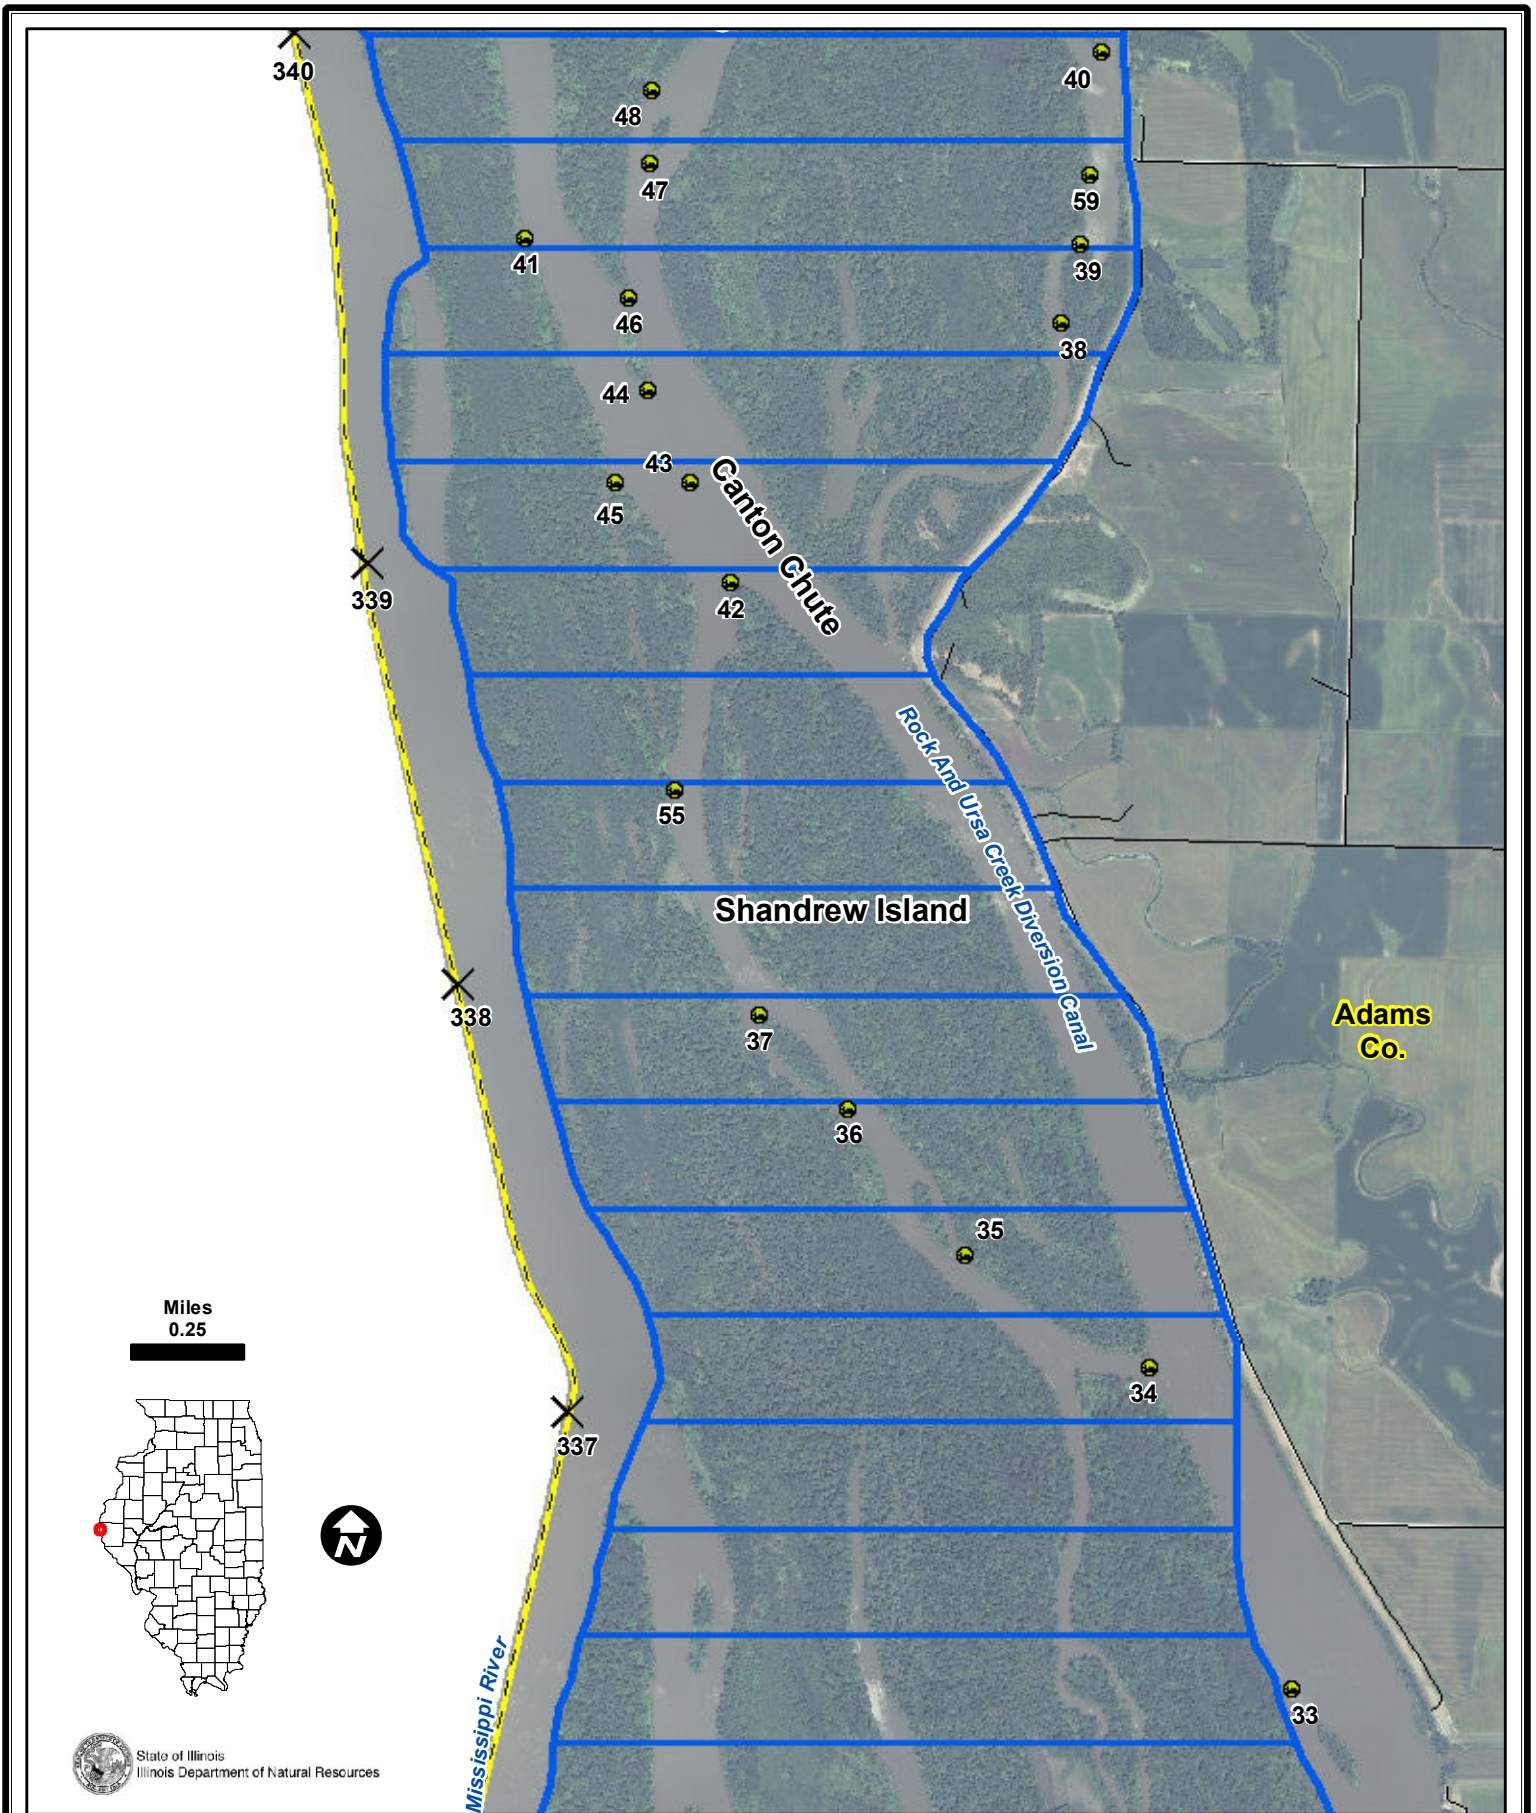 340
40
48
47
59
41
39
46
38
44
43
45
Canton Chute
339
42
Rock And Ursa Creek Diversion Canal
55
Shandrew Island
338
Adams
Co.
37
36
35
Miles
0.25
34
337
N
Mississippi River
33
State of Illinois
Illinois Department of Natural Resources